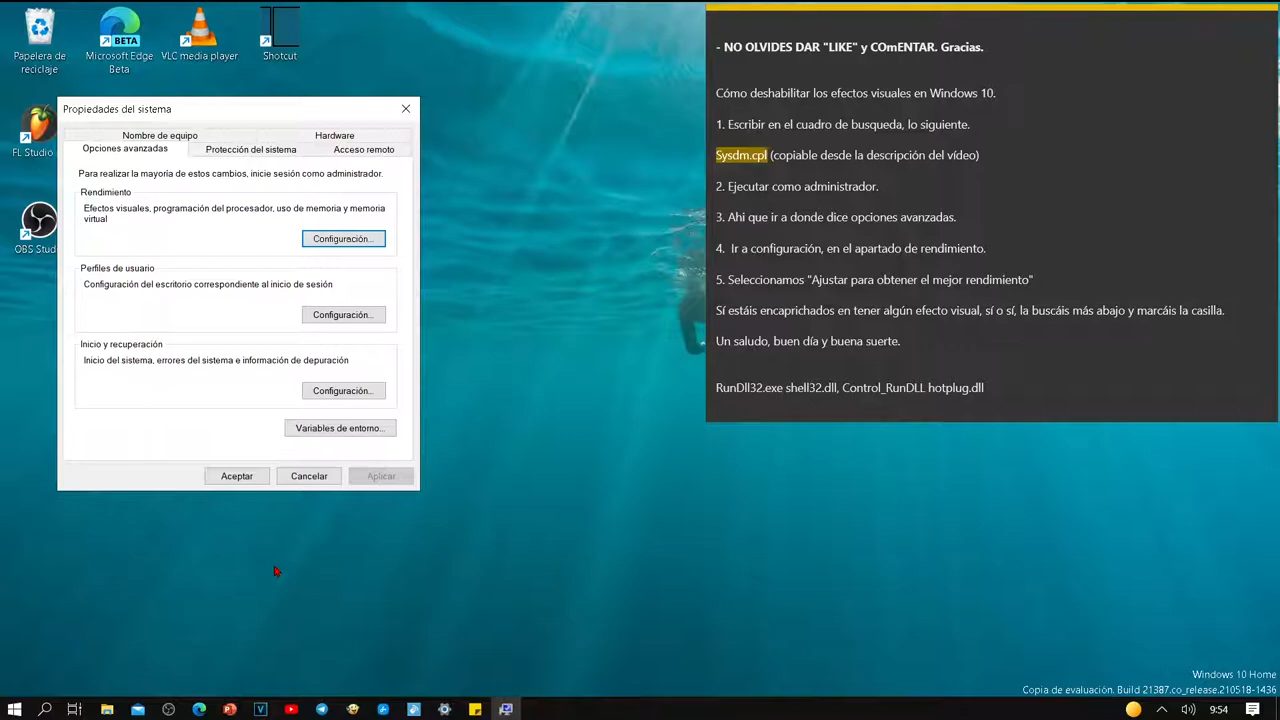 Papelera de
reciclaje
Microsoft Edge
Beta
VLC media player
Shotcut
FL Studio
OBS Stud
Propiedades del sistema
Nombre de equipo
Hardware
Opciones avanzadas
Protección del sistema
Acceso remoto
Para realizar la mayoría de estos cambios, inicie sesión como administrador.
Rendimiento
Efectos visuales, programación del procesador, uso de memoria y memoria
virtual
Configuración...
Perfiles de usuario
Configuración del escritorio correspondiente al inicio de sesión
Configuración...
Inicio y recuperación
Inicio del sistema, errores del sistema e información de depuración
Configuración...
Variables de entorno...
Aceptar
Cancelar
Aplicar
- NO OLVIDES DAR "LIKE" y COmENTAR. Gracias.
Cómo deshabilitar los efectos visuales en Windows 10.
1. Escribir en el cuadro de busqueda, lo siguiente.
Sysdm.cpl (copiable desde la descripción del vídeo)
2. Ejecutar como administrador.
3. Ahi que ir a donde dice opciones avanzadas.
4.  Ir a configuración, en el apartado de rendimiento.
5. Seleccionamos "Ajustar para obtener el mejor rendimiento"
Sí estáis encaprichados en tener algún efecto visual, sí o sí, la buscáis más abajo y marcáis la casilla.
Un saludo, buen día y buena suerte.
RunDll32.exe shell32.dll, Control_RunDLL hotplug.dll
Windows 10 Home
Copia de evaluación. Build 21387.co_release.210518-1436
9:54
BETA